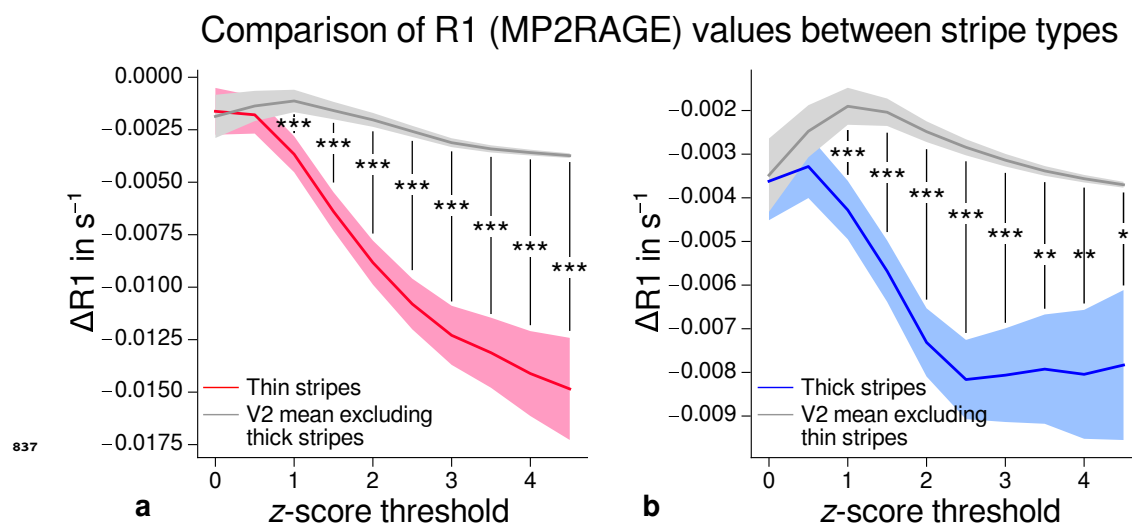 Comparison of R1 (MP2RAGE) values between stripe types
0.0000
−0.0025
−0.0050
−0.0075
−0.0100
−0.0125
−0.0150
−0.0175
ΔR1 in s⁻¹
***
***
***
***
***
***
***
***
Thin stripes
V2 mean excluding
thick stripes
0 1 2 3 4
a
z-score threshold
−0.002
−0.003
−0.004
−0.005
−0.006
−0.007
−0.008
−0.009
ΔR1 in s⁻¹
***
***
***
***
***
**
**
*
Thick stripes
V2 mean excluding
thin stripes
0 1 2 3 4
b
z-score threshold
837